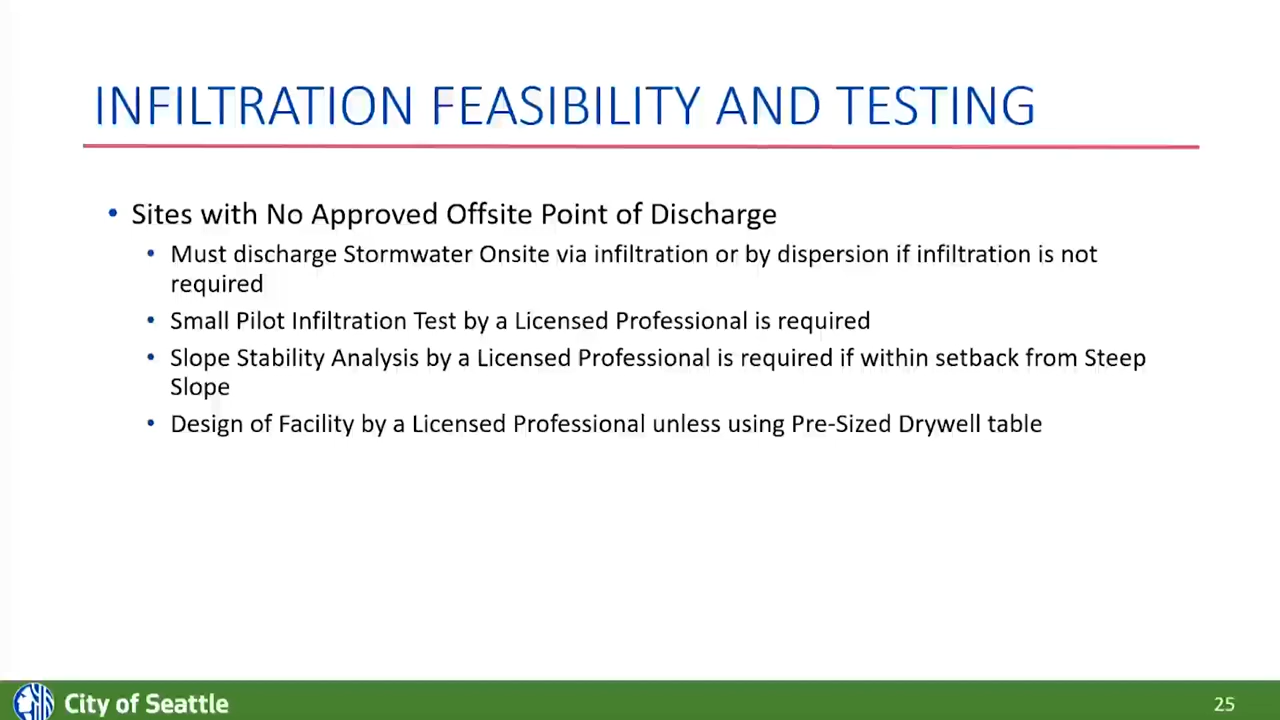 INFILTRATION FEASIBILITY AND TESTING
• Sites with No Approved Offsite Point of Discharge
• Must discharge Stormwater Onsite via infiltration or by dispersion if infiltration is not
required
• Small Pilot Infiltration Test by a Licensed Professional is required
• Slope Stability Analysis by a Licensed Professional is required if within setback from Steep
Slope
• Design of Facility by a Licensed Professional unless using Pre-Sized Drywell table
City of Seattle
25